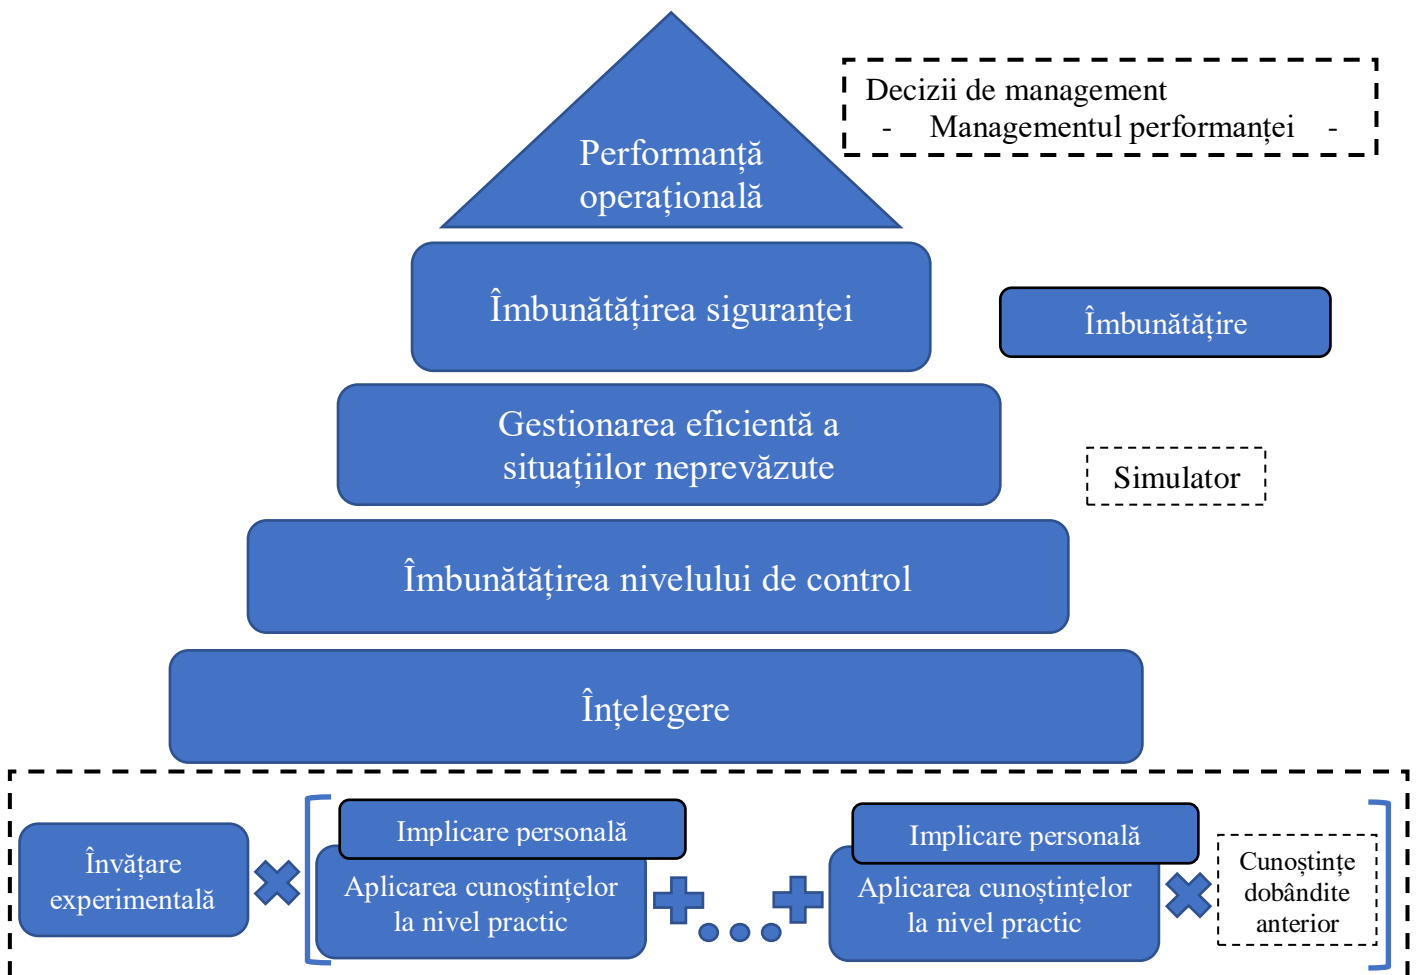 Decizii de management
- Managementul performanței -
Performanță
operațională
Îmbunătățirea siguranței
Îmbunătățire
Gestionarea eficientă a
situațiilor neprevăzute
Simulator
Îmbunătățirea nivelului de control
Înțelegere
Învățare
experimentală
Implicare personală
Aplicarea cunoștințelor
la nivel practic
Implicare personală
Aplicarea cunoștințelor
la nivel practic
Cunoștințe
dobândite
anterior